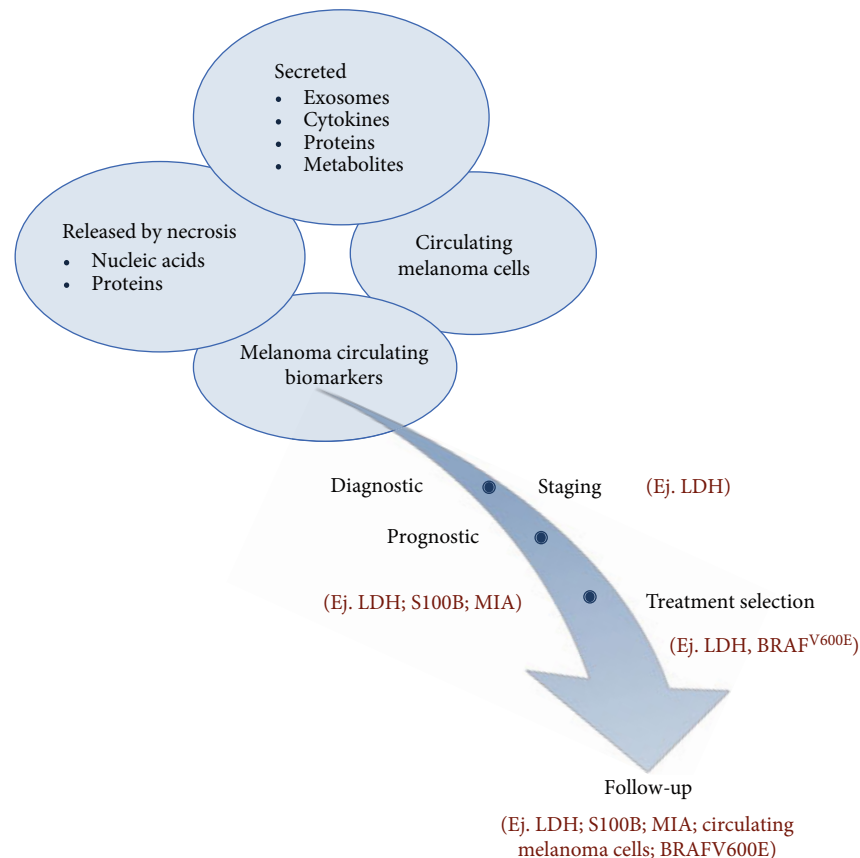 Secreted
• Exosomes
• Cytokines
• Proteins
• Metabolites
Released by necrosis
• Nucleic acids
• Proteins
Circulating
melanoma cells
Melanoma circulating
biomarkers
Diagnostic
Staging
(Ej. LDH)
Prognostic
(Ej. LDH; S100B; MIA)
Treatment selection
(Ej. LDH, BRAF^V600E)
Follow-up
(Ej. LDH; S100B; MIA; circulating
melanoma cells; BRAFV600E)